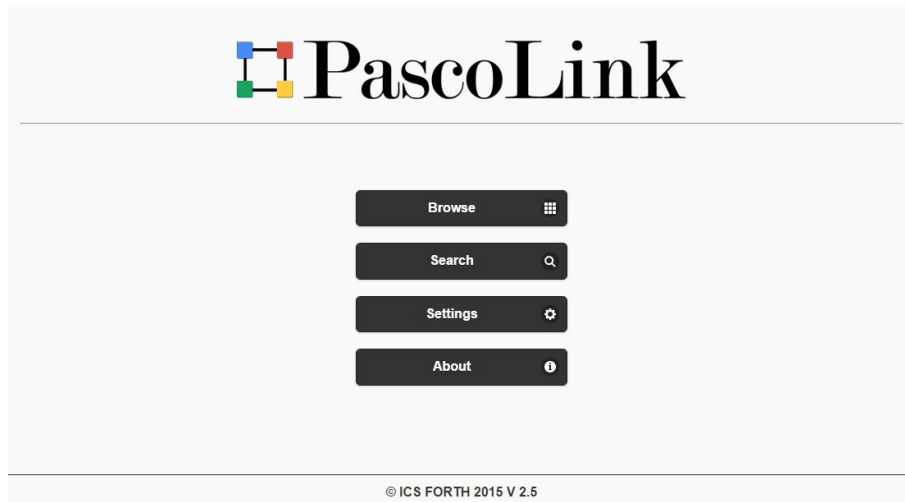 PascoLink
Browse
Search
Settings
About
© ICS FORTH 2015 V 2.5